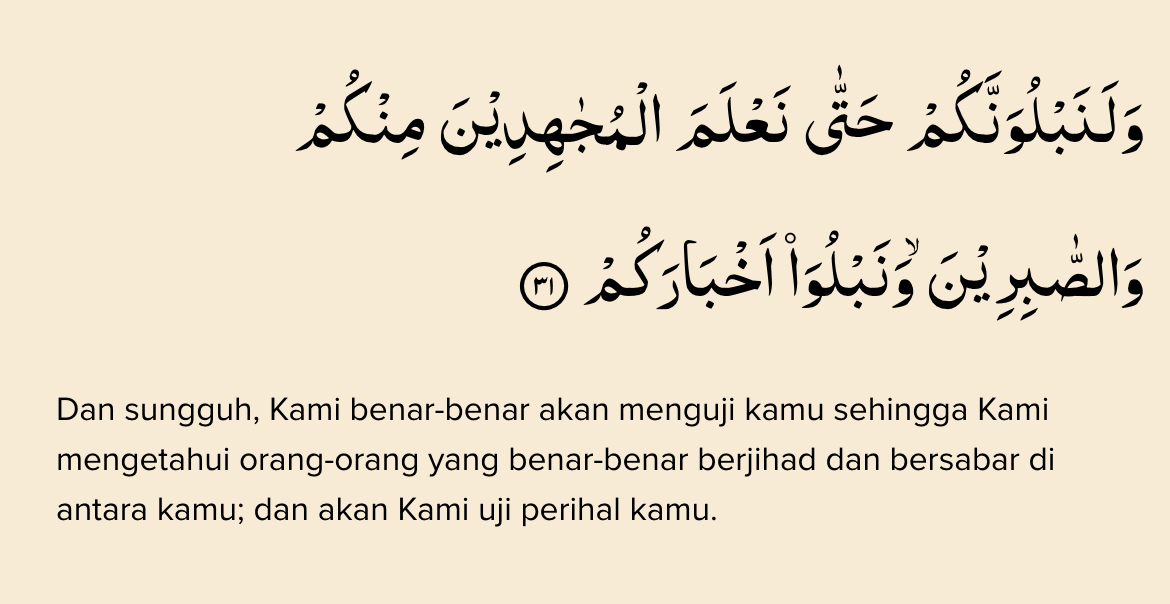 وَلَنَبْلُوَنَّكُمْ حَتّٰى نَعْلَمَ الْمُجٰهِدِيْنَ مِنْكُمْ
وَالصّٰبِرِيْنَۙ وَنَبْلُوَا۟ اَخْبَارَكُمْ ٣١
Dan sungguh, Kami benar-benar akan menguji kamu sehingga Kami
mengetahui orang-orang yang benar-benar berjihad dan bersabar di
antara kamu; dan akan Kami uji perihal kamu.